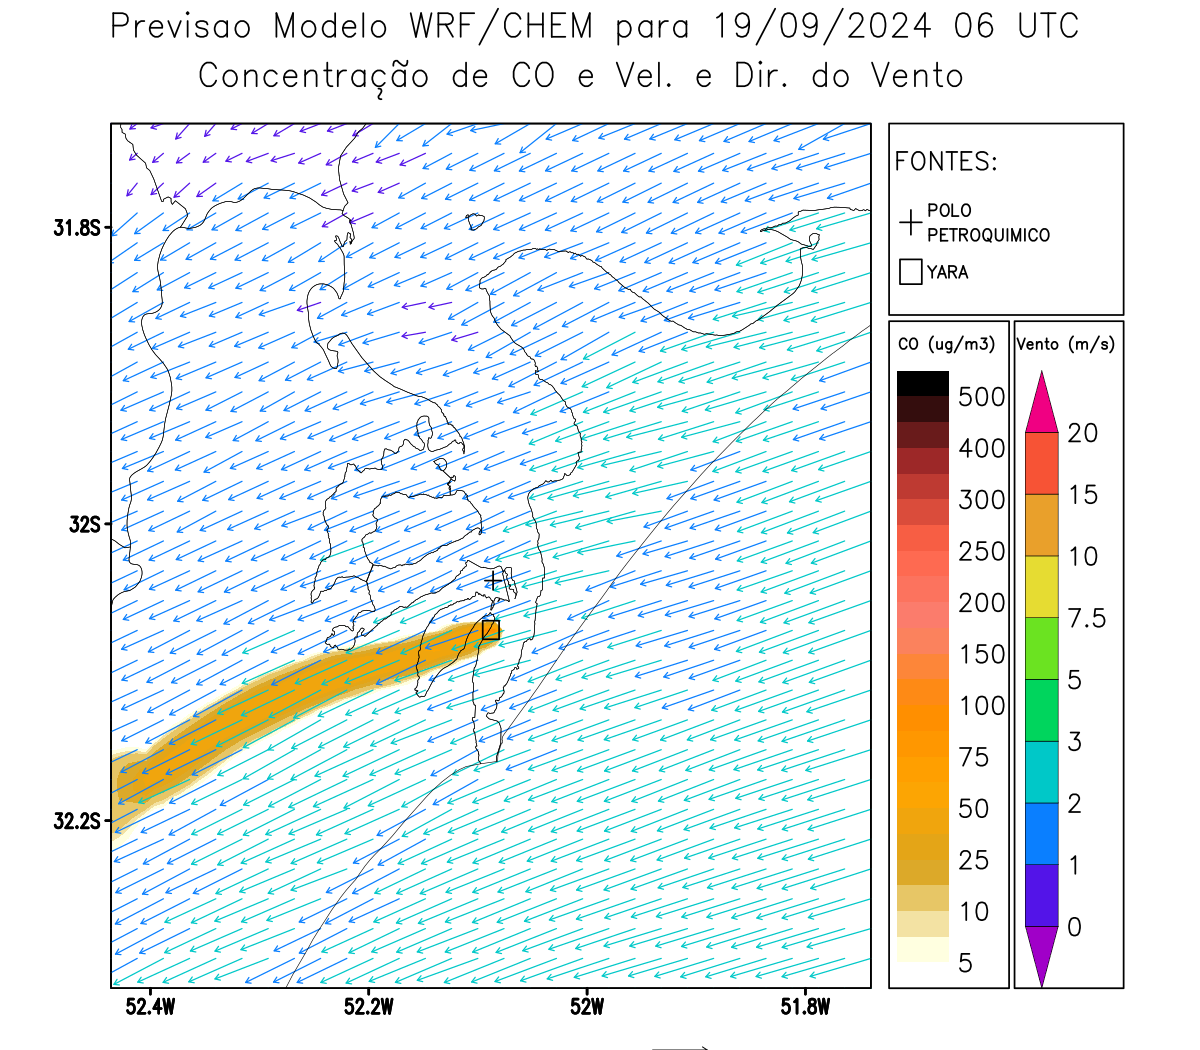 Previsao Modelo WRF/CHEM para 19/09/2024 06 UTC
Concentração de CO e Vel. e Dir. do Vento
FONTES:
POLO
PETROQUIMICO
YARA
CO (ug/m3)
500
400
300
250
200
150
100
75
50
25
10
5
Vento (m/s)
20
15
10
7.5
5
3
2
1
0
31.8S
32S
32.2S
52.4W
52.2W
52W
51.8W